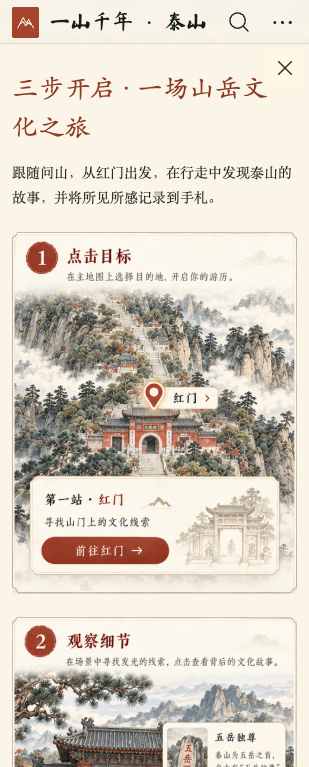 一山千年 · 泰山
三步开启 · 一场山岳文
化之旅
跟随问山，从红门出发，在行走中发现泰山的
故事，并将所见所感记录到手札。
1 点击目标
在主地图上选择目的地，开启你的游历。
红门 >
第一站 · 红门
寻找山门上的文化线索
前往红门 →
2 观察细节
在场景中寻找发光的线索，点击查看背后的文化故事。
五岳独尊
五岳
泰山为五岳之首，